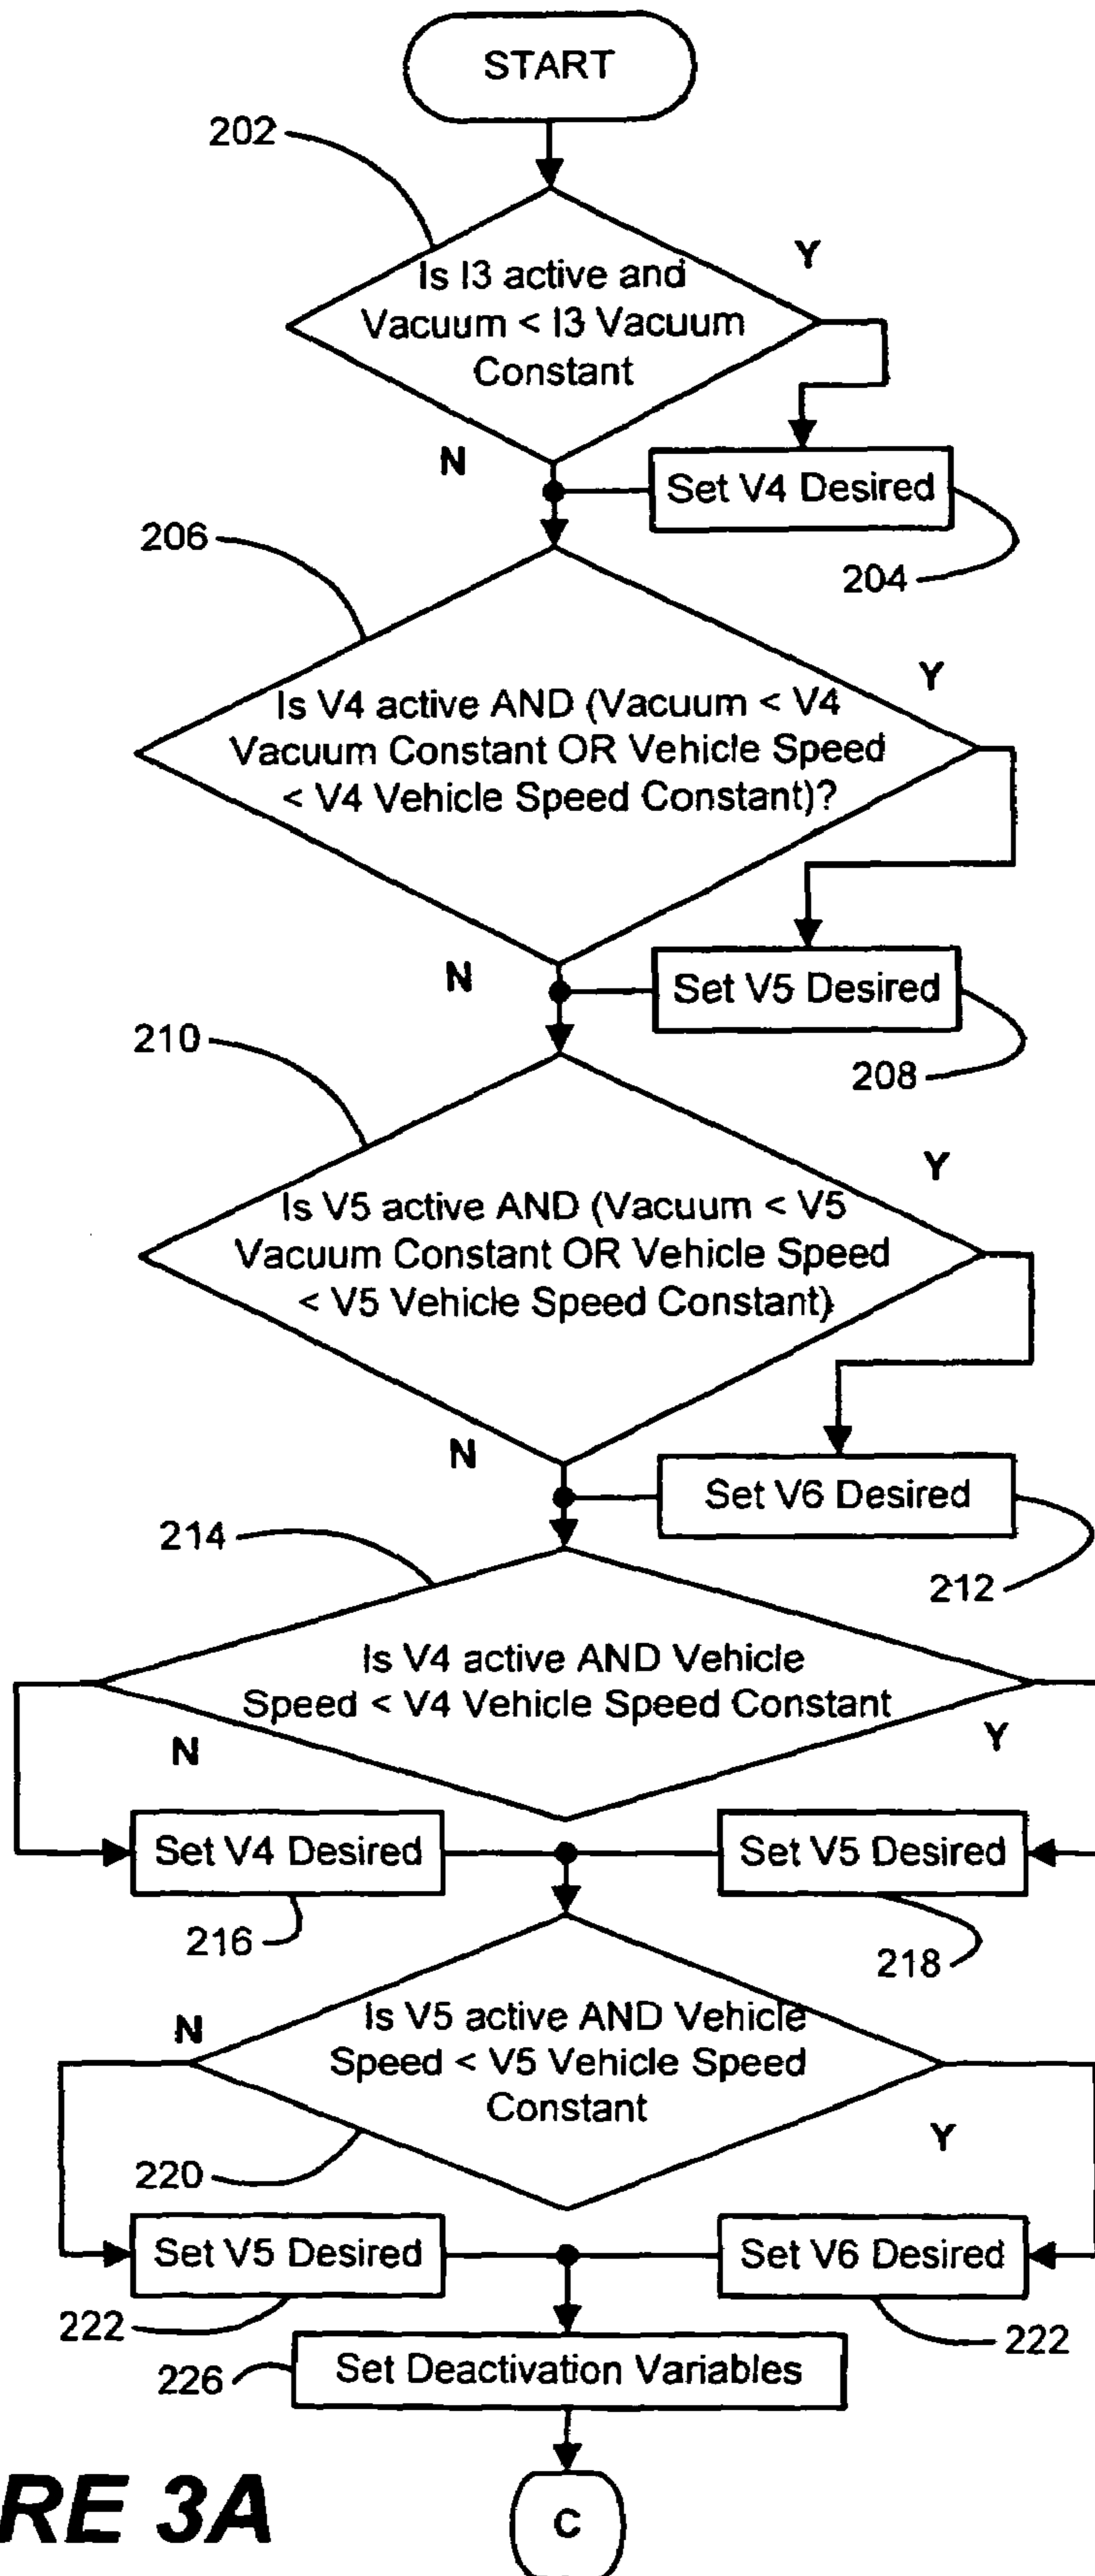 START
202
Is I3 active and
Vacuum < I3 Vacuum
Constant
Y
N
Set V4 Desired
204
206
Is V4 active AND (Vacuum < V4
Vacuum Constant OR Vehicle Speed
< V4 Vehicle Speed Constant)?
Y
N
Set V5 Desired
208
210
Is V5 active AND (Vacuum < V5
Vacuum Constant OR Vehicle Speed
< V5 Vehicle Speed Constant)
Y
N
Set V6 Desired
212
214
Is V4 active AND Vehicle
Speed < V4 Vehicle Speed Constant
N
Y
Set V4 Desired
Set V5 Desired
216
218
Is V5 active AND Vehicle
Speed < V5 Vehicle Speed
Constant
N
Y
220
Set V5 Desired
Set V6 Desired
222
222
226
Set Deactivation Variables
C
RE 3A